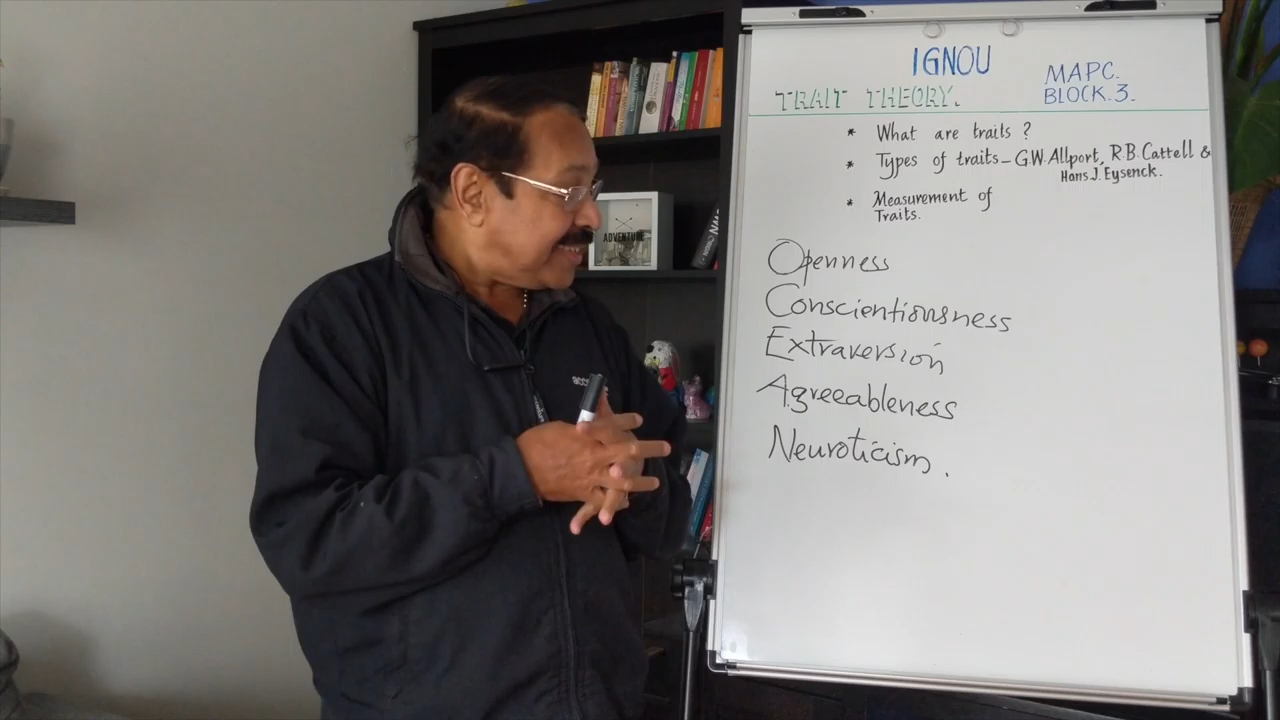 IGNOU
MAPC.
TRAIT THEORY.
BLOCK.3.
* What are traits ?
* Types of traits – G.W. Allport, R.B. Cattell &
Hans J. Eysenck.
* Measurement of
Traits.
Openness
Conscientiousness
Extraversion
Agreeableness
Neuroticism.
ADVENTURE